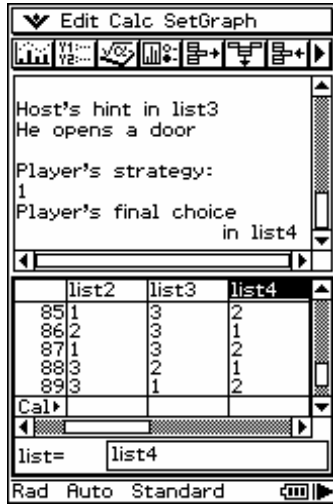 Edit Calc SetGraph
Y1:
Y2:
Host's hint in list3
He opens a door
Player's strategy:
1
Player's final choice
in list4
list2 list3 list4
85 1 3 2
86 2 3 1
87 1 3 2
88 3 2 1
89 3 1 2
Cal▸
list= list4
Rad Auto Standard